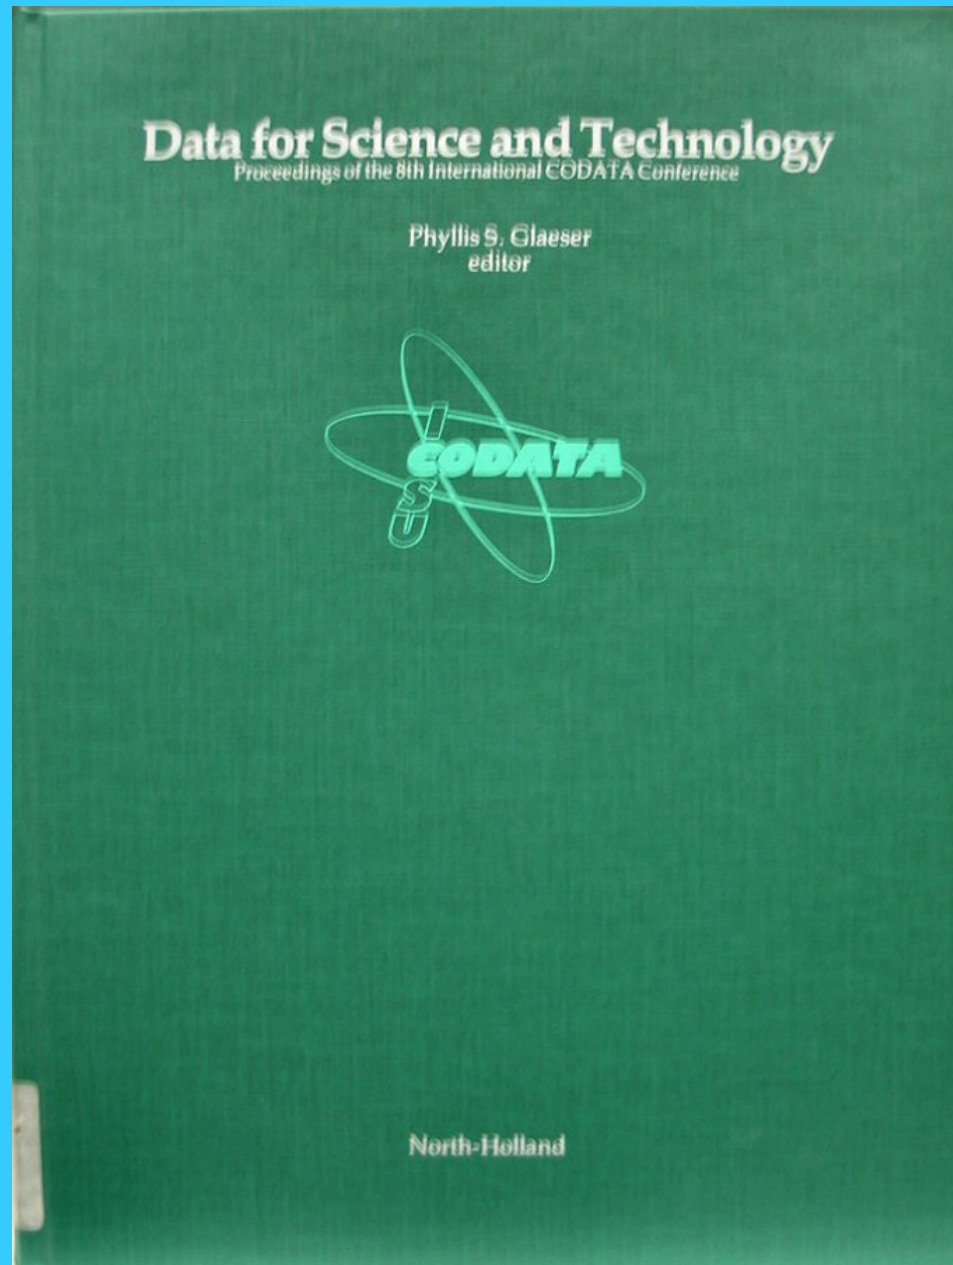 Data for Science and Technology
Proceedings of the 8th International CODATA Conference
Phyllis S. Glaeser
editor
ICSU
CODATA
North-Holland